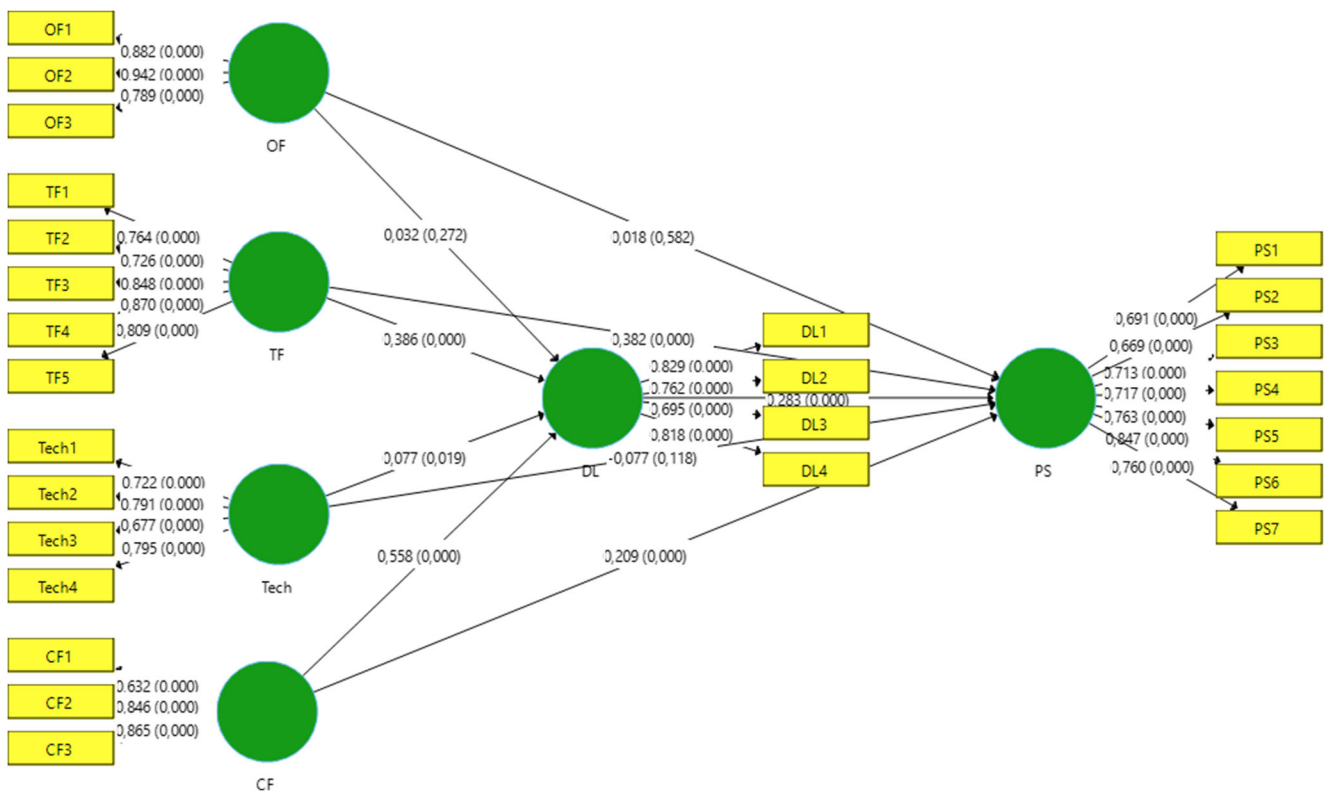 OF1
OF2
OF3
0,882 (0,000)
0,942 (0,000)
0,789 (0,000)
OF
TF1
TF2
TF3
TF4
TF5
0,764 (0,000)
0,726 (0,000)
0,848 (0,000)
0,870 (0,000)
0,809 (0,000)
TF
Tech1
Tech2
Tech3
Tech4
0,722 (0,000)
0,791 (0,000)
0,677 (0,000)
0,795 (0,000)
Tech
CF1
CF2
CF3
0,632 (0,000)
0,846 (0,000)
0,865 (0,000)
CF
0,032 (0,272)
0,018 (0,582)
0,386 (0,000)
0,382 (0,000)
0,077 (0,019)
-0,077 (0,118)
0,558 (0,000)
0,209 (0,000)
DL
0,829 (0,000)
0,762 (0,000)
0,695 (0,000)
0,818 (0,000)
DL1
DL2
DL3
DL4
0,283 (0,000)
PS
0,691 (0,000)
0,669 (0,000)
0,713 (0,000)
0,717 (0,000)
0,763 (0,000)
0,847 (0,000)
0,760 (0,000)
PS1
PS2
PS3
PS4
PS5
PS6
PS7